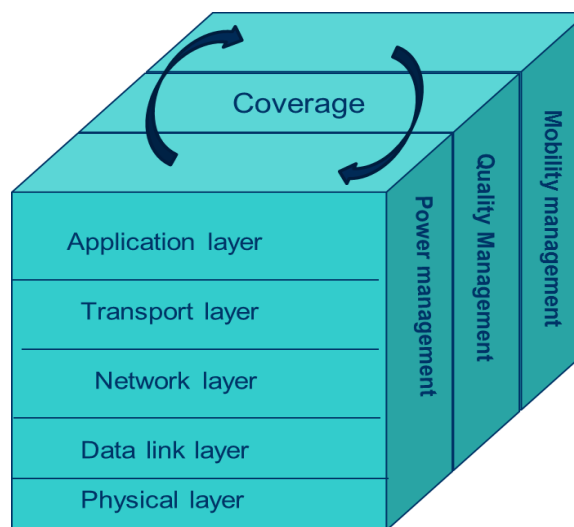 Coverage
Application layer
Transport layer
Network layer
Data link layer
Physical layer
Power management
Quality Management
Mobility management